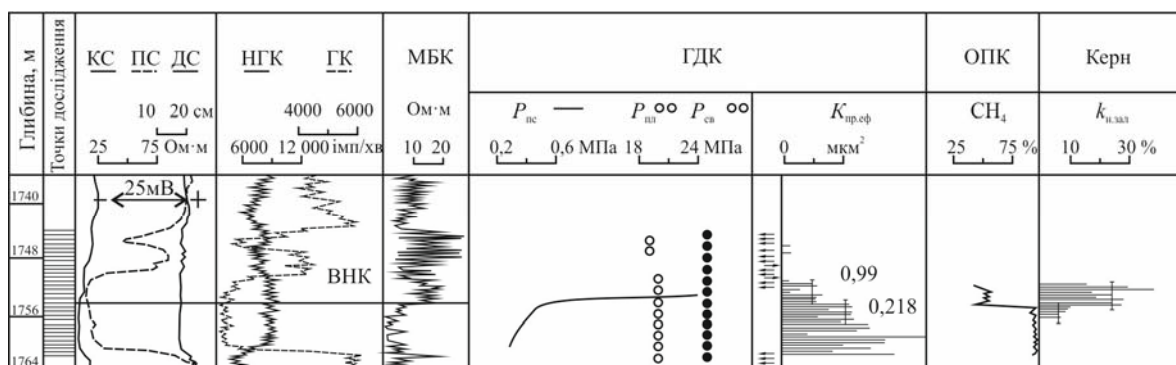 Глибина, м
Точки дослідження
КС ПС ДС
10 20 см
25 75 Ом·м
НГК ГК
4000 6000
6000 12 000 імп/хв
МБК
Ом·м
10 20
ГДК
Pпс Pпл Pсв
0,2 0,6 МПа 18 24 МПа
Kпр.еф
0 мкм²
ОПК
CH₄
25 75 %
Керн
kн.зал
10 30 %
1740
25мВ
- +
1748
ВНК
0,99
1756
0,218
1764